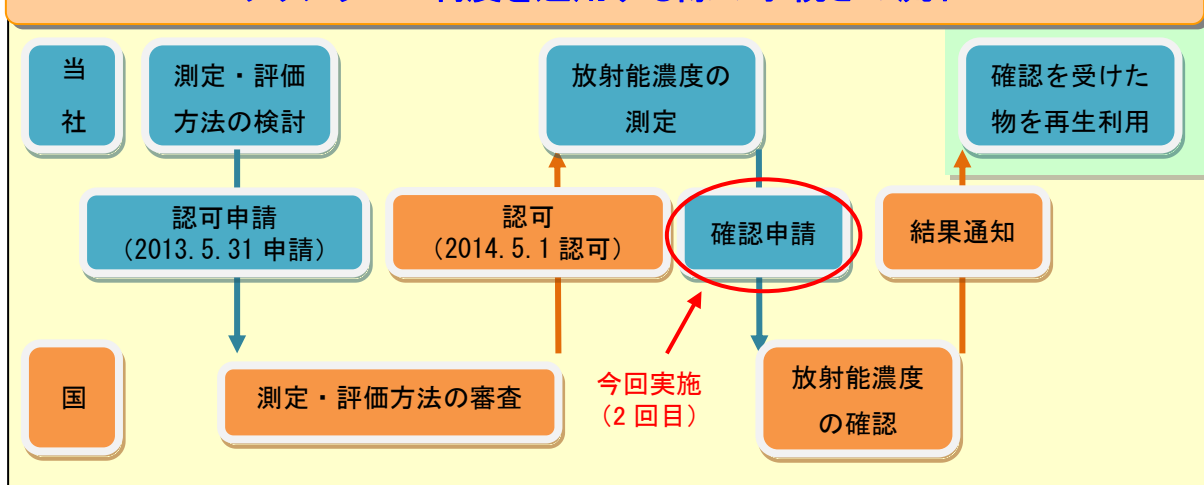 当
社
測定・評価
方法の検討
放射能濃度の
測定
確認を受けた
物を再生利用
認可申請
(2013.5.31 申請)
認可
(2014.5.1 認可)
確認申請
結果通知
国
測定・評価方法の審査
今回実施
(2 回目)
放射能濃度
の確認